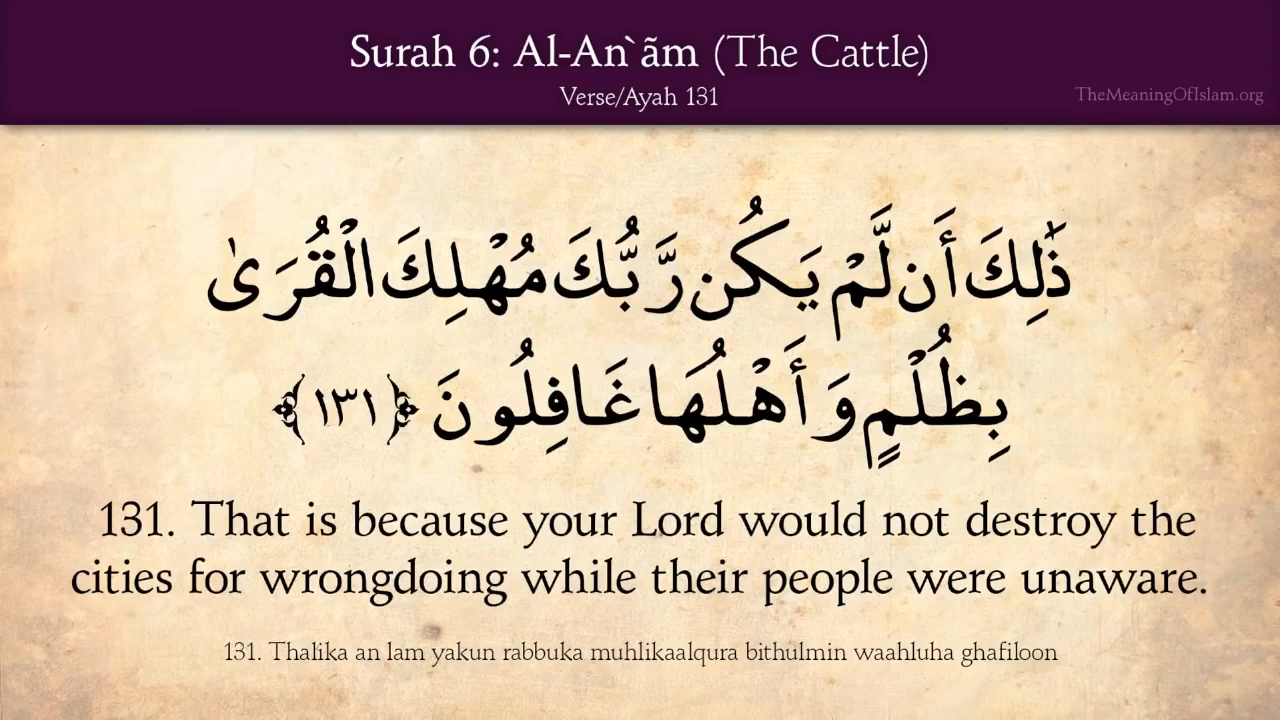 Surah 6: Al-An`ãm (The Cattle)
Verse/Ayah 131
TheMeaningOfIslam.org
ذَٰلِكَ أَن لَّمْ يَكُن رَّبُّكَ مُهْلِكَ الْقُرَىٰ
بِظُلْمٍ وَأَهْلُهَا غَافِلُونَ ﴿١٣١﴾
131. That is because your Lord would not destroy the
cities for wrongdoing while their people were unaware.
131. Thalika an lam yakun rabbuka muhlikaalqura bithulmin waahluha ghafiloon